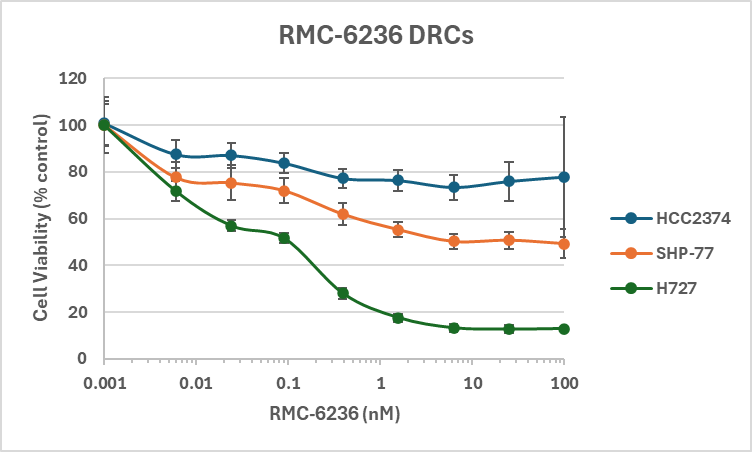 RMC-6236 DRCs
120
100
80
60
40
20
0
Cell Viability (% control)
0.001 0.01 0.1 1 10 100
RMC-6236 (nM)
HCC2374
SHP-77
H727